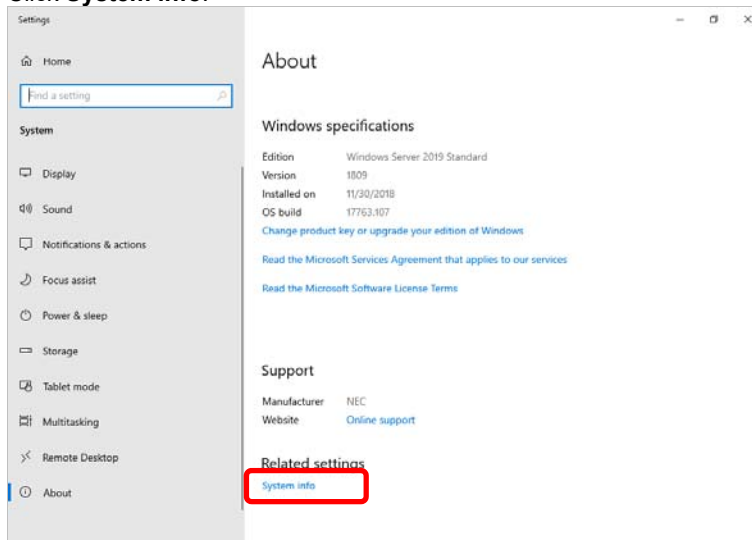 Click System info.
Settings
Home
Find a setting
System
Display
Sound
Notifications & actions
Focus assist
Power & sleep
Storage
Tablet mode
Multitasking
Remote Desktop
About
About
Windows specifications
Edition Windows Server 2019 Standard
Version 1809
Installed on 11/30/2018
OS build 17763.107
Change product key or upgrade your edition of Windows
Read the Microsoft Services Agreement that applies to our services
Read the Microsoft Software License Terms
Support
Manufacturer NEC
Website Online support
Related settings
System info